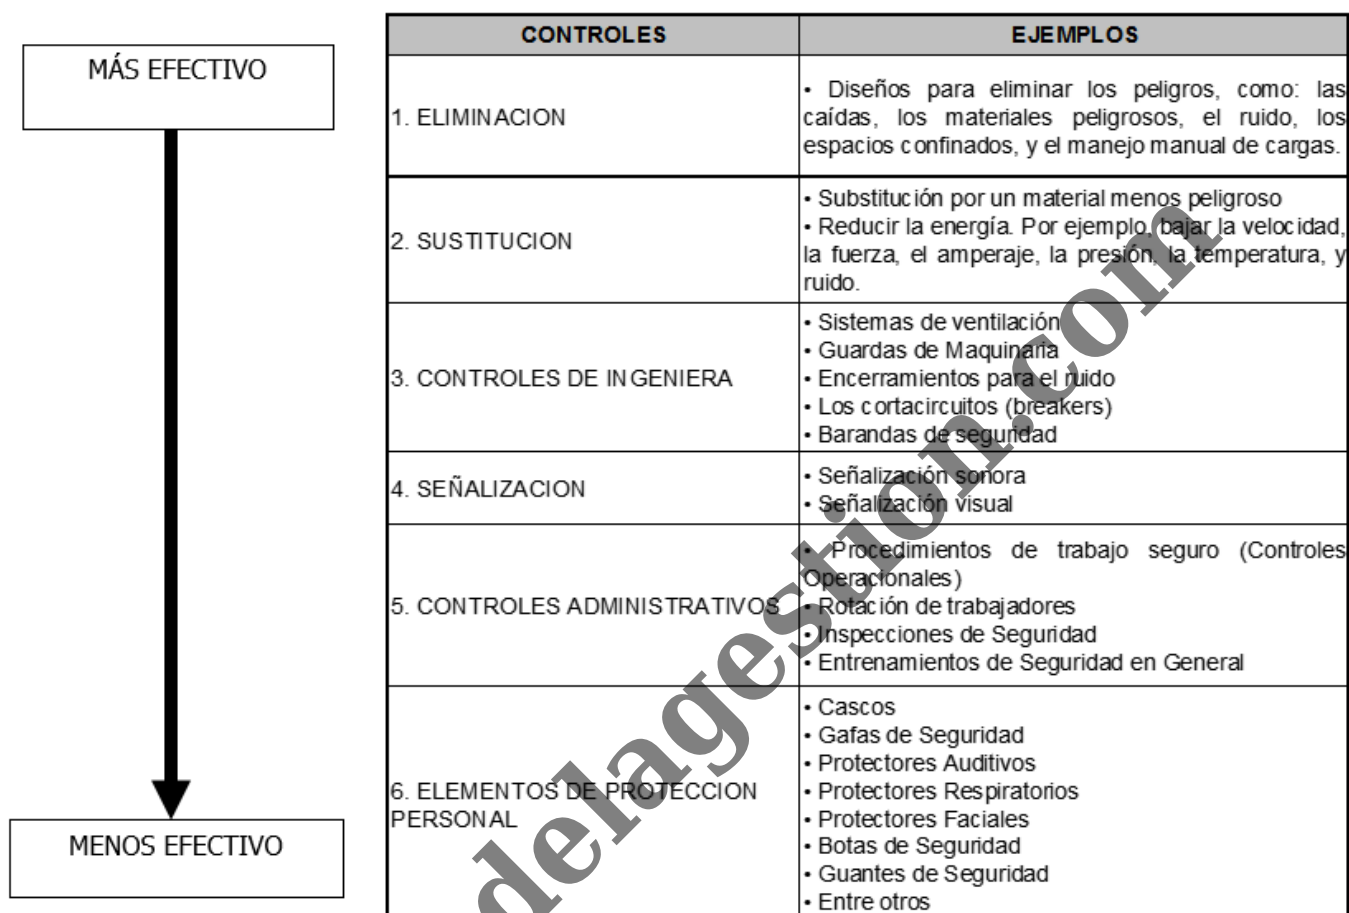 MÁS EFECTIVO
MENOS EFECTIVO
CONTROLES
EJEMPLOS
1. ELIMINACION
• Diseños para eliminar los peligros, como: las
caídas, los materiales peligrosos, el ruido, los
espacios confinados, y el manejo manual de cargas.
2. SUSTITUCION
• Substitución por un material menos peligroso
• Reducir la energía. Por ejemplo, bajar la velocidad,
la fuerza, el amperaje, la presión, la temperatura, y
ruido.
3. CONTROLES DE INGENIERA
• Sistemas de ventilación
• Guardas de Maquinaria
• Encerramientos para el ruido
• Los cortacircuitos (breakers)
• Barandas de seguridad
4. SEÑALIZACION
• Señalización sonora
• Señalización visual
5. CONTROLES ADMINISTRATIVOS
• Procedimientos de trabajo seguro (Controles
Operacionales)
• Rotación de trabajadores
• Inspecciones de Seguridad
• Entrenamientos de Seguridad en General
6. ELEMENTOS DE PROTECCION
PERSONAL
• Cascos
• Gafas de Seguridad
• Protectores Auditivos
• Protectores Respiratorios
• Protectores Faciales
• Botas de Seguridad
• Guantes de Seguridad
• Entre otros
delagestion.com